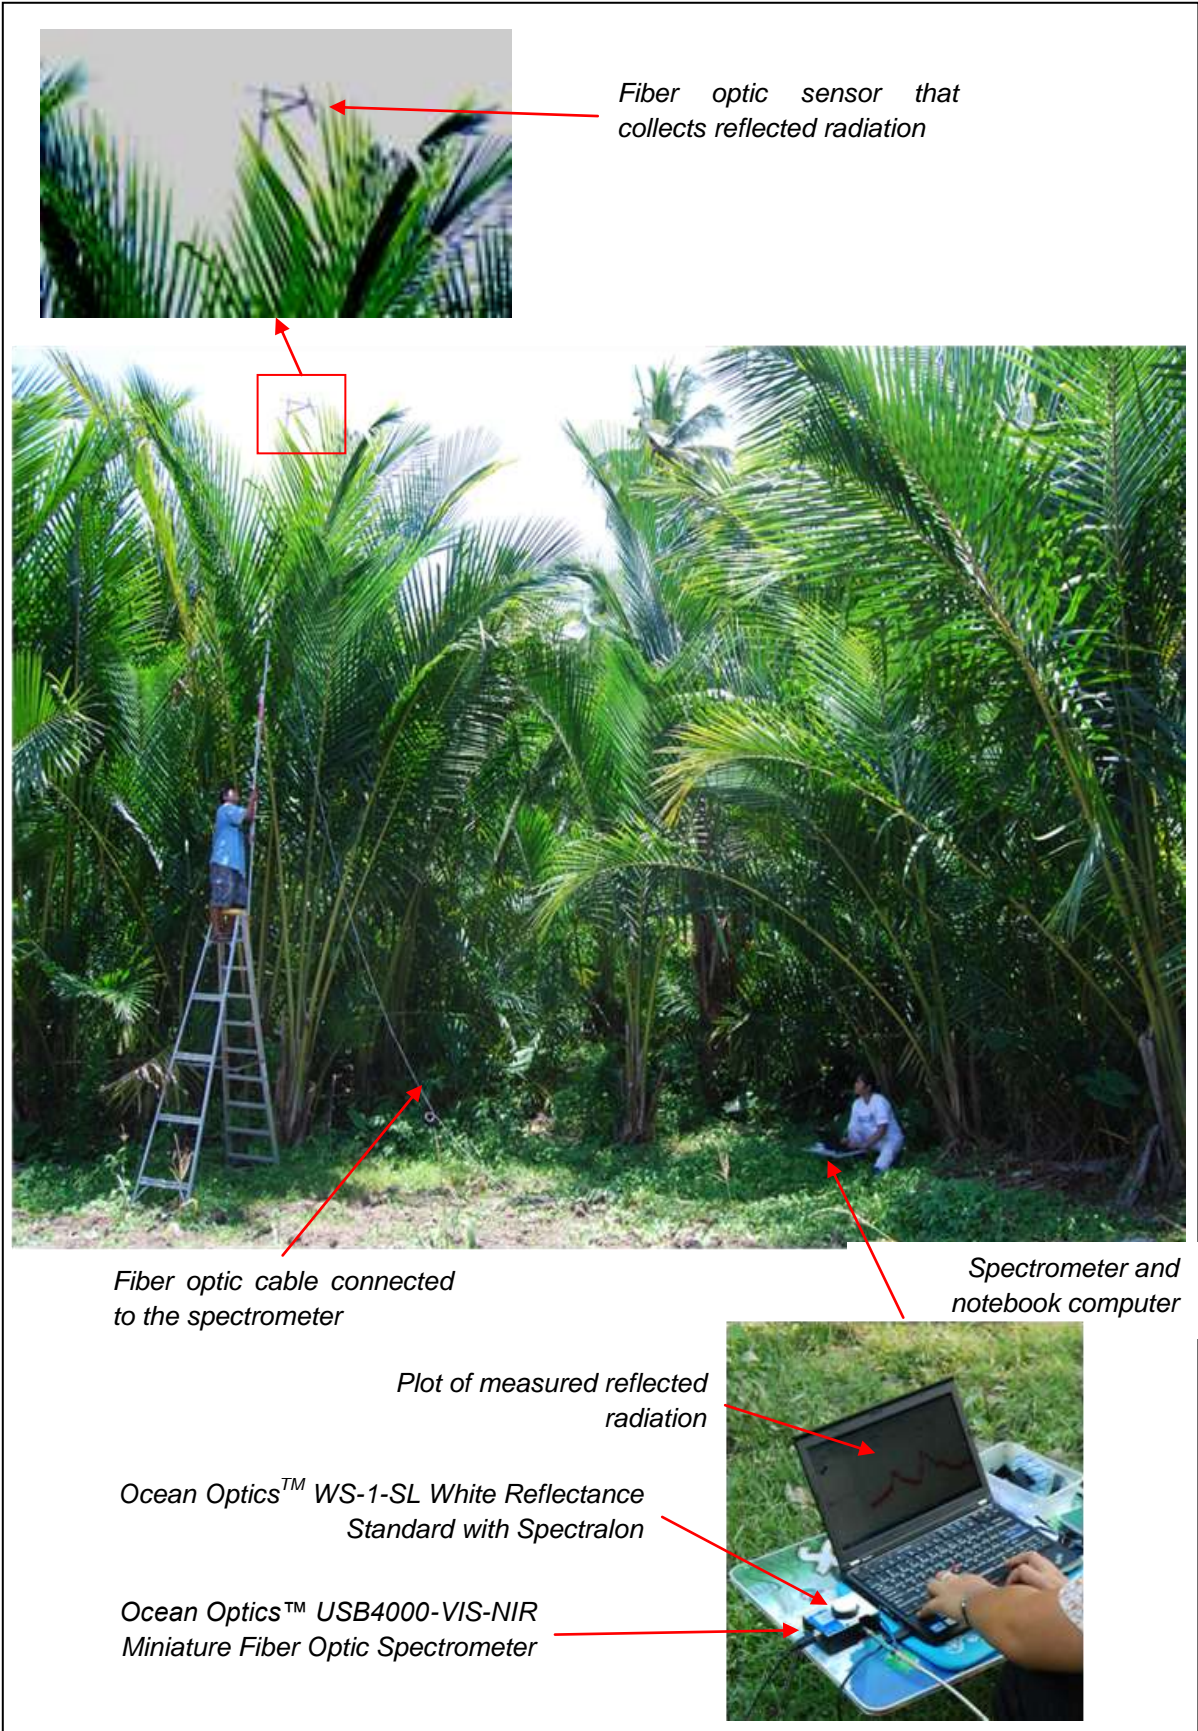 Fiber optic sensor that
collects reflected radiation
Fiber optic cable connected
to the spectrometer
Spectrometer and
notebook computer
Plot of measured reflected
radiation
Ocean Optics™ WS-1-SL White Reflectance
Standard with Spectralon
Ocean Optics™ USB4000-VIS-NIR
Miniature Fiber Optic Spectrometer